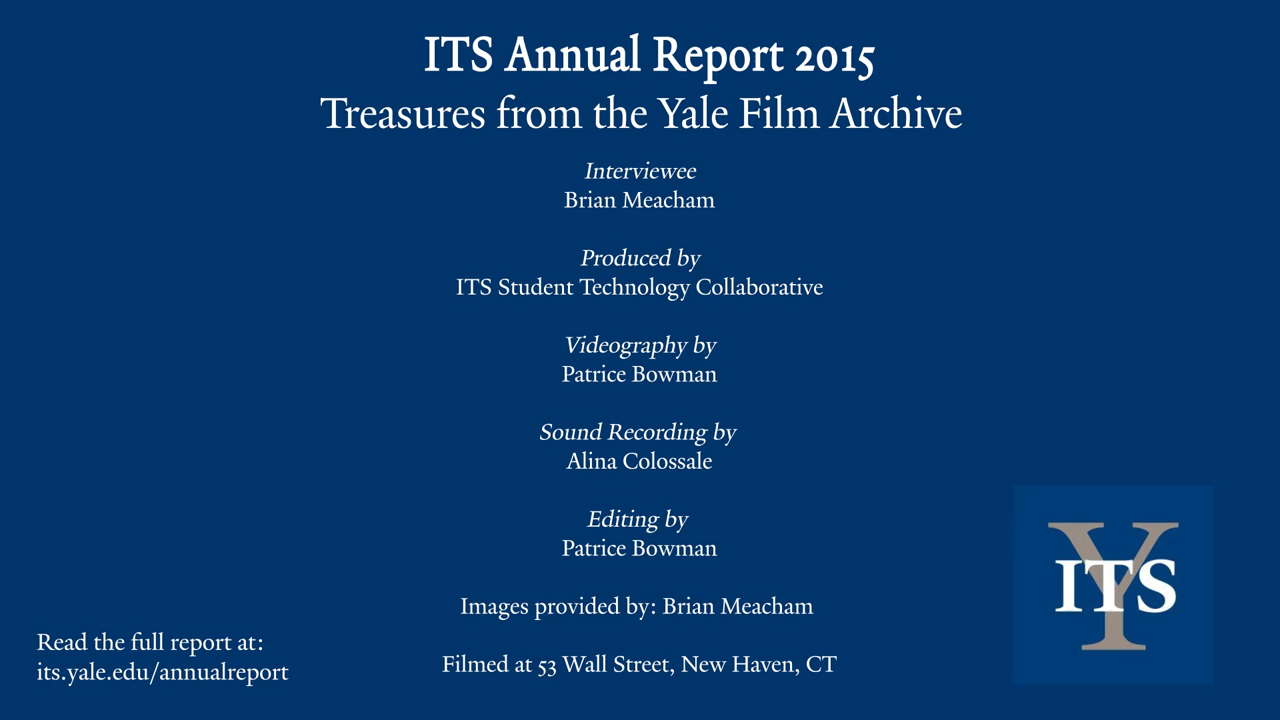 ITS Annual Report 2015
Treasures from the Yale Film Archive
Interviewee
Brian Meacham
Produced by
ITS Student Technology Collaborative
Videography by
Patrice Bowman
Sound Recording by
Alina Colossale
Editing by
Patrice Bowman
Images provided by: Brian Meacham
Filmed at 53 Wall Street, New Haven, CT
Read the full report at:
its.yale.edu/annualreport
Y
ITS